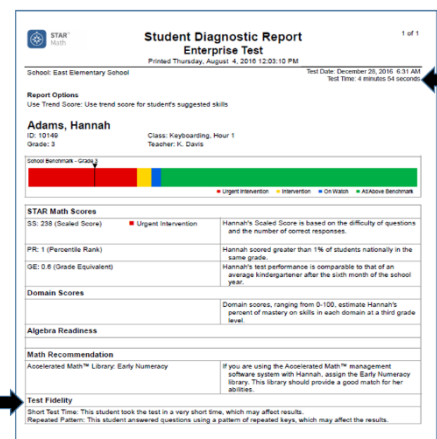 STAR™
Math
Student Diagnostic Report
1 of 1
Enterprise Test
Printed Thursday, August 4, 2016 12:03:10 PM
School: East Elementary School
Test Date: December 28, 2016 6:31 AM
Test Time: 4 minutes 54 seconds
Report Options
Use Trend Score: Use trend score for student's suggested skills
Adams, Hannah
ID: 10149
Class: Keyboarding, Hour 1
Grade: 3
Teacher: K. Davis
School Benchmark - Grade 3
Urgent Intervention
Intervention
On Watch
At/Above Benchmark
STAR Math Scores
SS: 238 (Scaled Score)
Urgent Intervention
Hannah's Scaled Score is based on the difficulty of questions
and the number of correct responses.
PR: 1 (Percentile Rank)
Hannah scored greater than 1% of students nationally in the
same grade.
GE: 0.6 (Grade Equivalent)
Hannah's test performance is comparable to that of an
average kindergartener after the sixth month of the school
year.
Domain Scores
Domain scores, ranging from 0-100, estimate Hannah's
percent of mastery on skills in each domain at a third grade
level.
Algebra Readiness
Math Recommendation
Accelerated Math™ Library: Early Numeracy
If you are using the Accelerated Math™ management
software system with Hannah, assign the Early Numeracy
library. This library should provide a good match for her
abilities.
Test Fidelity
Short Test Time: This student took the test in a very short time, which may affect results.
Repeated Pattern: This student answered questions using a pattern of repeated keys, which may affect the results.